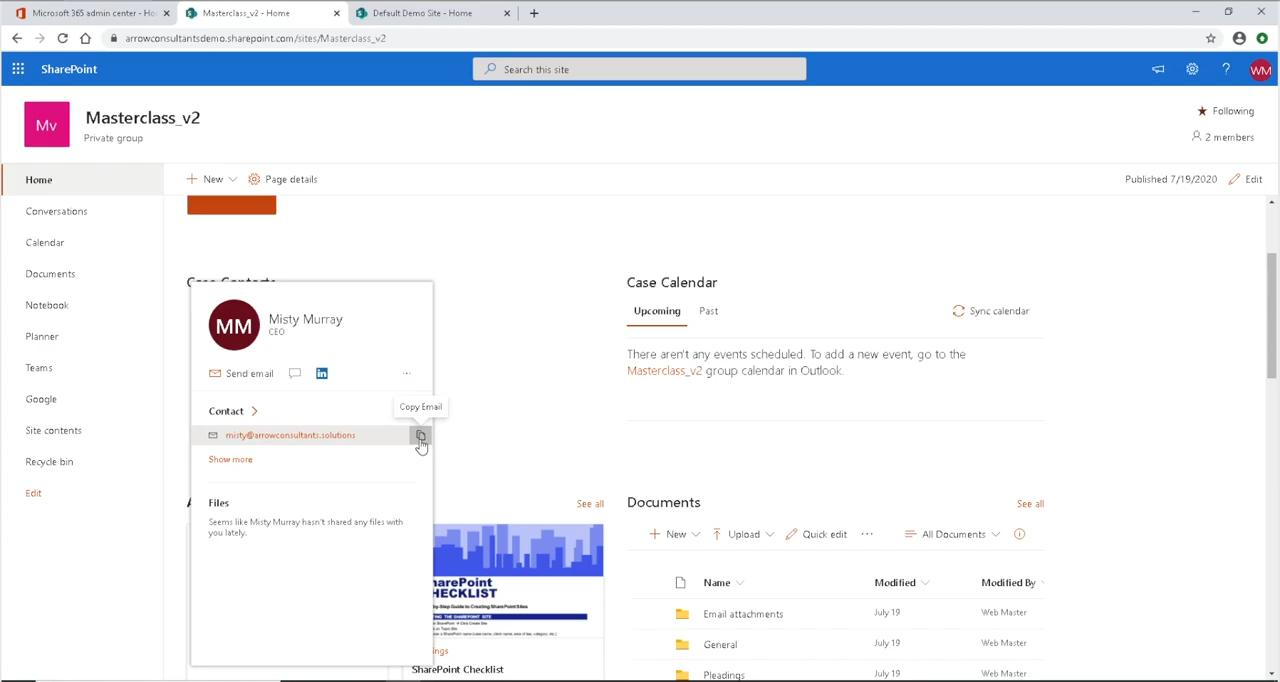 Microsoft 365 admin center - Ho
Masterclass_v2 - Home
Default Demo Site - Home
arrowconsultantsdemo.sharepoint.com/sites/Masterclass_v2
SharePoint
Search this site
WM
Mv
Masterclass_v2
Private group
Following
2 members
Home
New
Page details
Published 7/19/2020
Edit
Conversations
Calendar
Documents
Notebook
Planner
Teams
Google
Site contents
Recycle bin
Edit
Case Contacts
MM
Misty Murray
CEO
Send email
in
...
Contact
Copy Email
misty@arrowconsultants.solutions
Show more
Files
Seems like Misty Murray hasn't shared any files with
you lately.
Case Calendar
Upcoming
Past
Sync calendar
There aren't any events scheduled. To add a new event, go to the
Masterclass_v2 group calendar in Outlook.
See all
harePoint
HECKLIST
SharePoint Checklist
Documents
See all
New
Upload
Quick edit
...
All Documents
Name
Modified
Modified By
Email attachments
July 19
Web Master
General
July 19
Web Master
Pleadings
July 19
Web Master